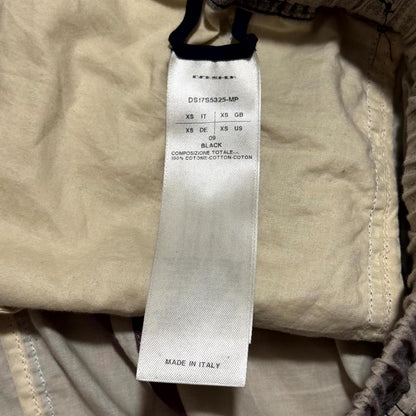 DRKSHDW
DS17S5325-MP
XS IT XS GB
XS DE XS US
09
BLACK
COMPOSIZIONE TOTALE-.
100% COTONE-COTTON-COTON
MADE IN ITALY